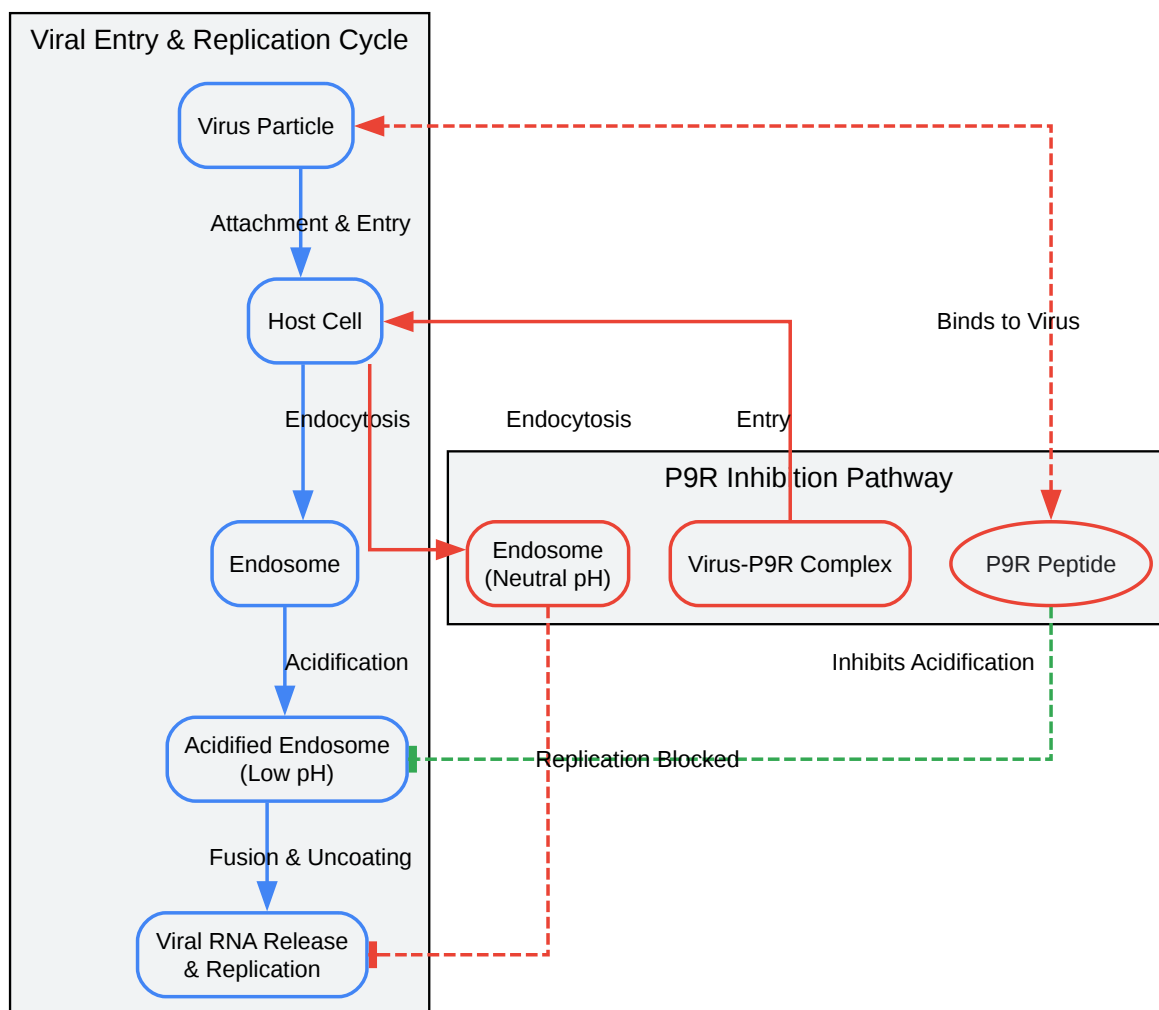 Viral Entry & Replication Cycle
Virus Particle
Attachment & Entry
Host Cell
Binds to Virus
Endocytosis
Endocytosis
Entry
P9R Inhibition Pathway
Endosome
Endosome
(Neutral pH)
Virus-P9R Complex
P9R Peptide
Acidification
Inhibits Acidification
Acidified Endosome
(Low pH)
Replication Blocked
Fusion & Uncoating
Viral RNA Release
& Replication